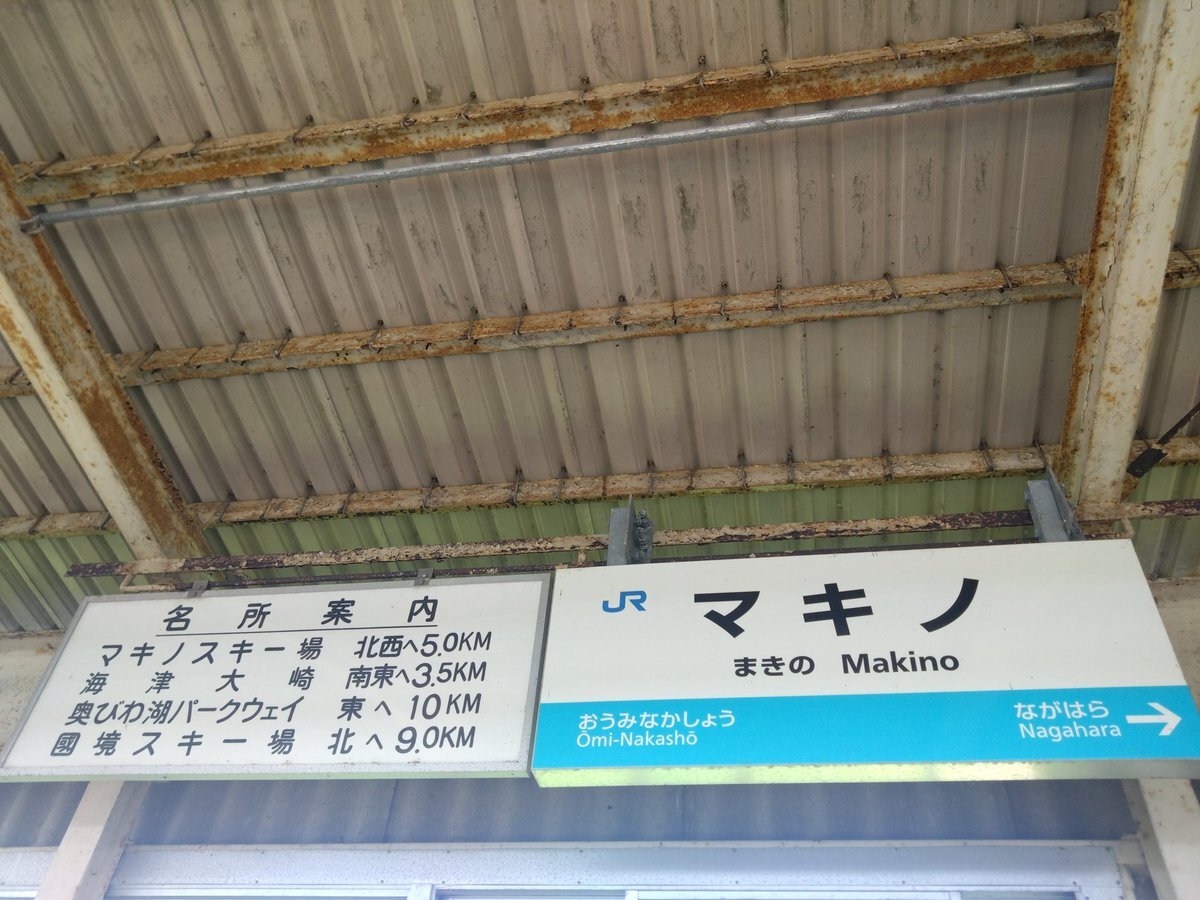 名所案内
マキノスキー場 北西へ5.0KM
海津大崎 南東へ3.5KM
奥びわ湖パークウェイ 東へ10KM
國境スキー場 北へ9.0KM
JR マキノ
まきの Makino
おうみなかしょう
Ōmi-Nakashō
ながはら
Nagahara